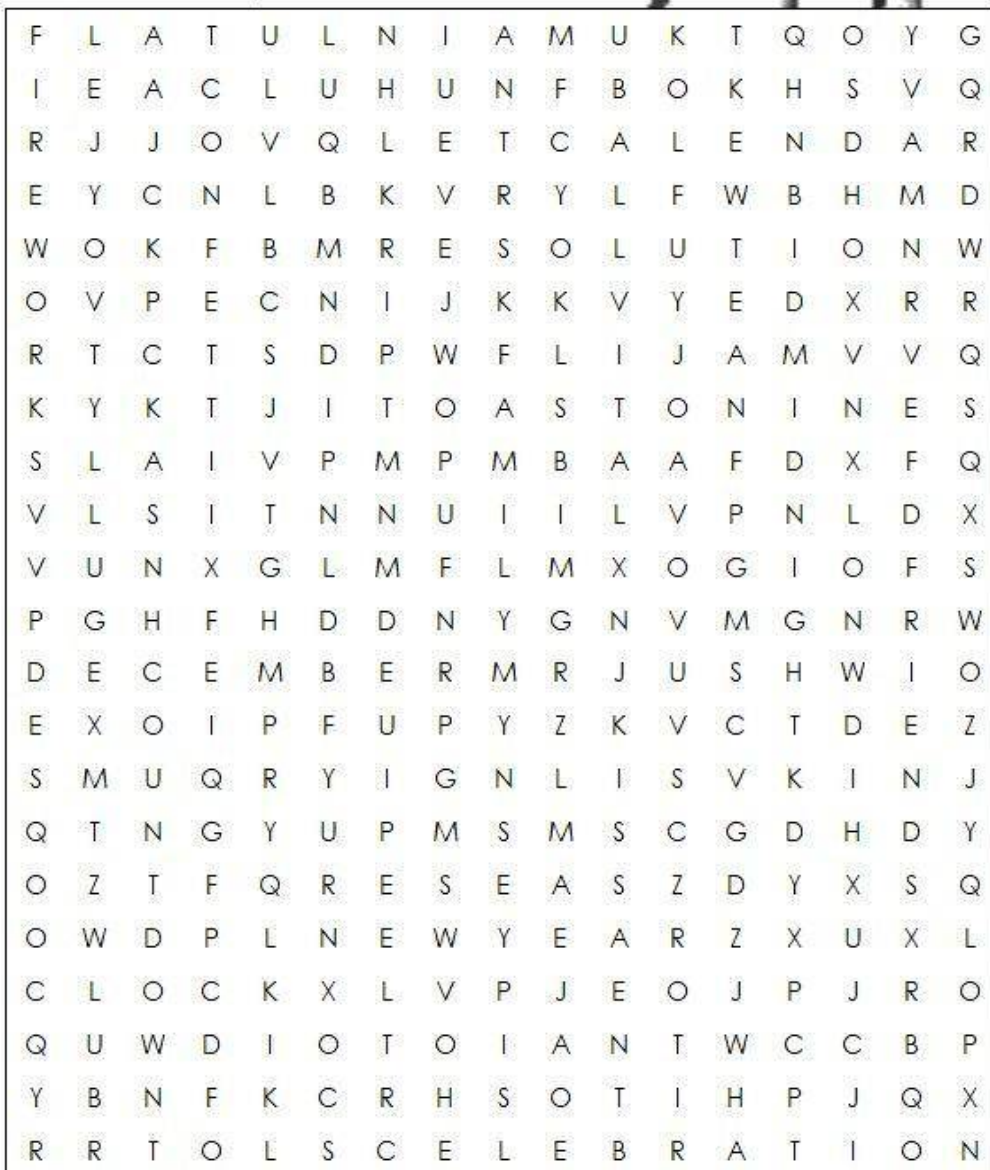 F L A T U L N I A M U K T Q O Y G
I E A C L U H U N F B O K H S V Q
R J J O V Q L E T C A L E N D A R
E Y C N L B K V R Y L F W B H M D
W O K F B M R E S O L U T I O N W
O V P E C N I J K K V Y E D X R R
R T C T S D P W F L I J A M V V Q
K Y K T J I T O A S T O N I N E S
S L A I V P M P M B A A F D X F Q
V L S I T N N U I I L V P N L D X
V U N X G L M F L M X O G I O F S
P G H F H D D N Y G N V M G N R W
D E C E M B E R M R J U S H W I O
E X O I P F U P Y Z K V C T D E Z
S M U Q R Y I G N L I S V K I N J
Q T N G Y U P M S M S C G D H D Y
O Z T F Q R E S E A S Z D Y X S Q
O W D P L N E W Y E A R Z X U X L
C L O C K X L V P J E O J P J R O
Q U W D I O T O I A N T W C C B P
Y B N F K C R H S O T I H P J Q X
R R T O L S C E L E B R A T I O N